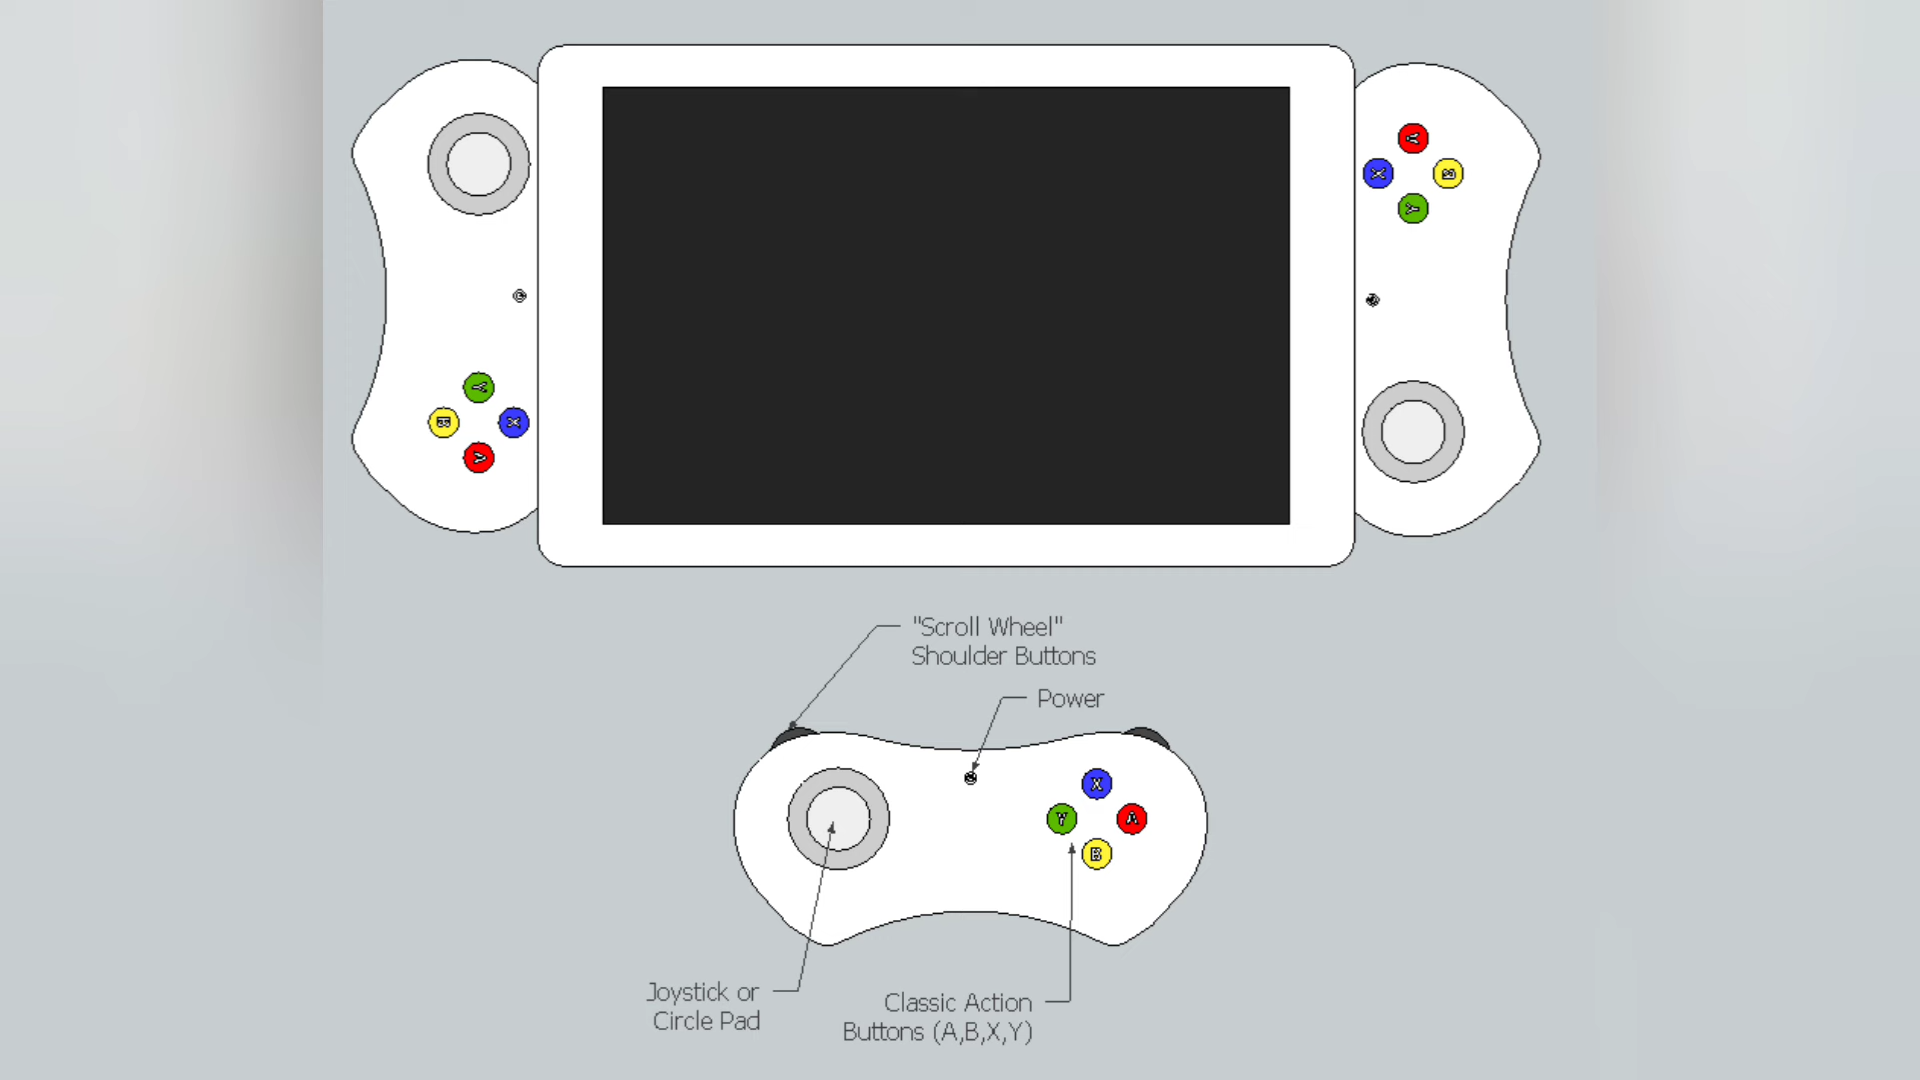 A
X
B
Y
Y
B
X
A
"Scroll Wheel"
Shoulder Buttons
Power
X
Y
A
B
Joystick or
Circle Pad
Classic Action
Buttons (A,B,X,Y)